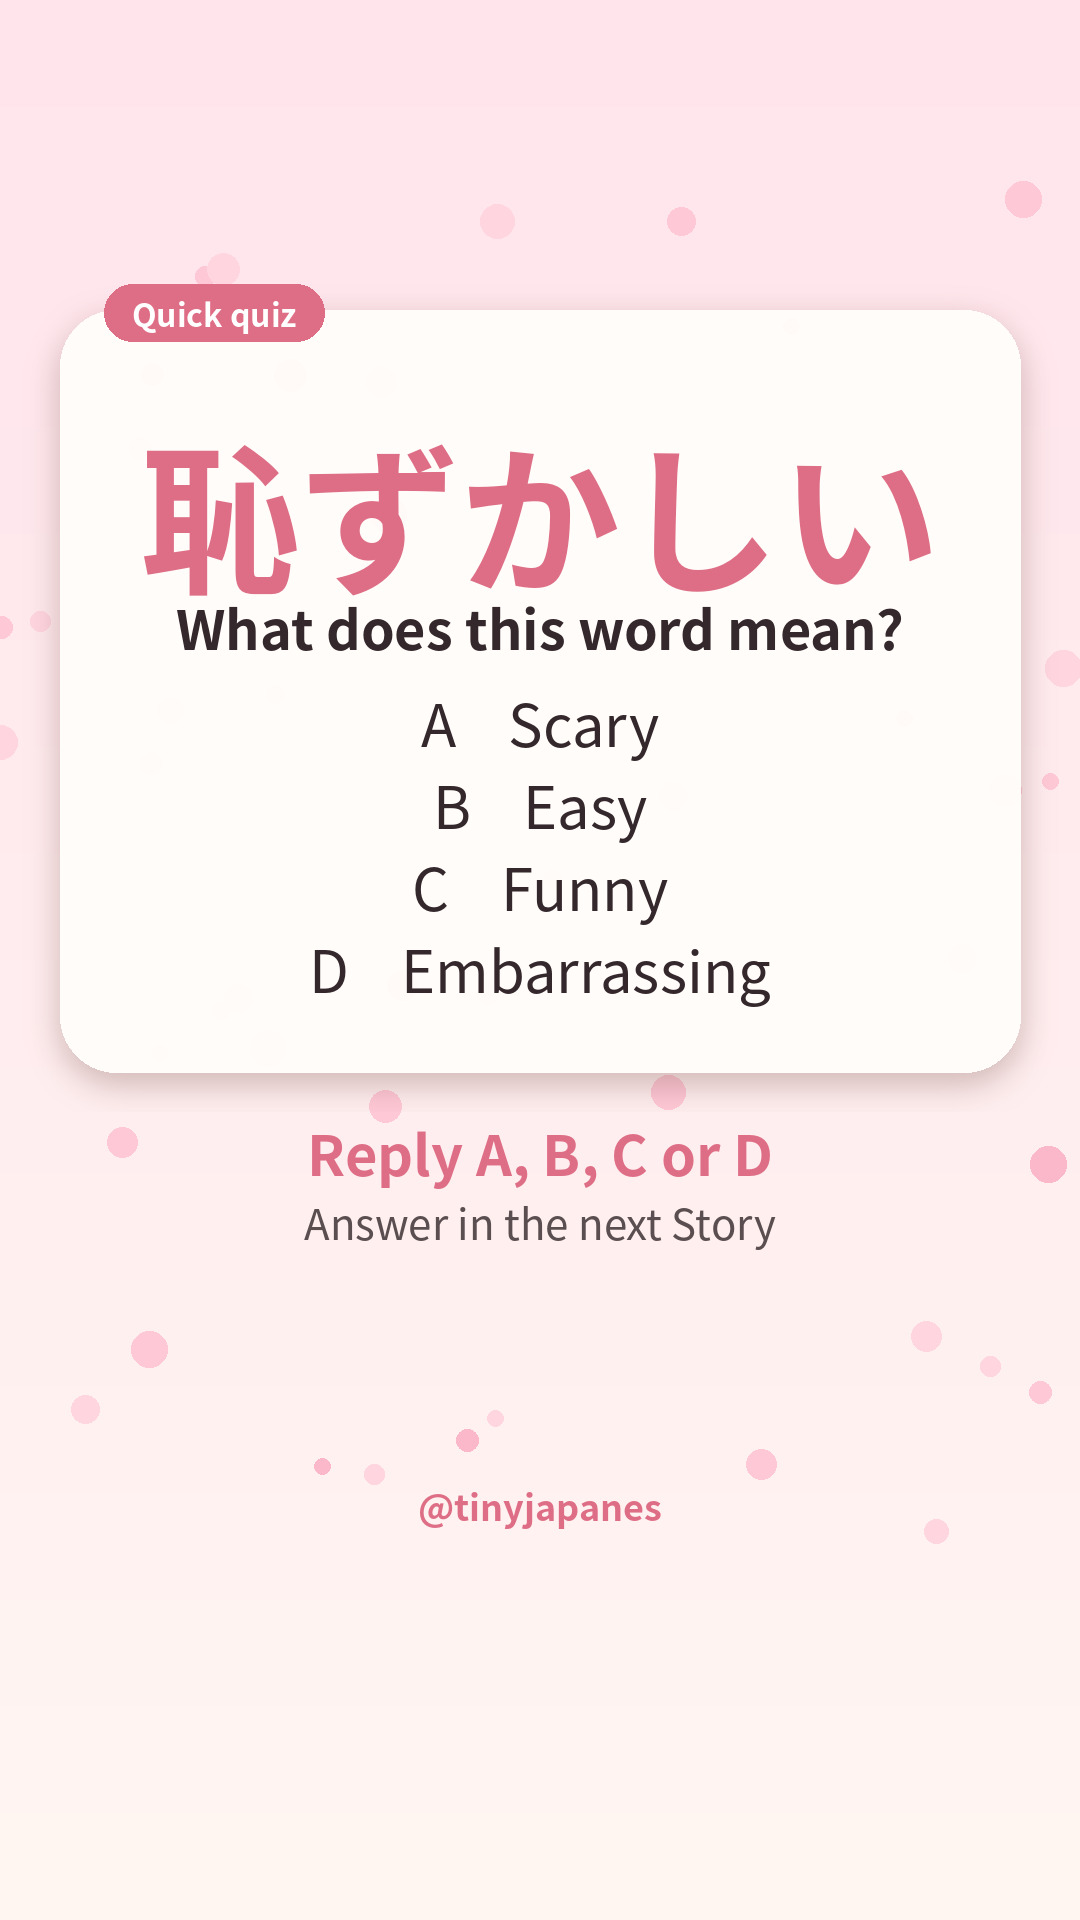 Quick quiz
恥ずかしい
What does this word mean?
A Scary
B Easy
C Funny
D Embarrassing
Reply A, B, C or D
Answer in the next Story
@tinyjapanes